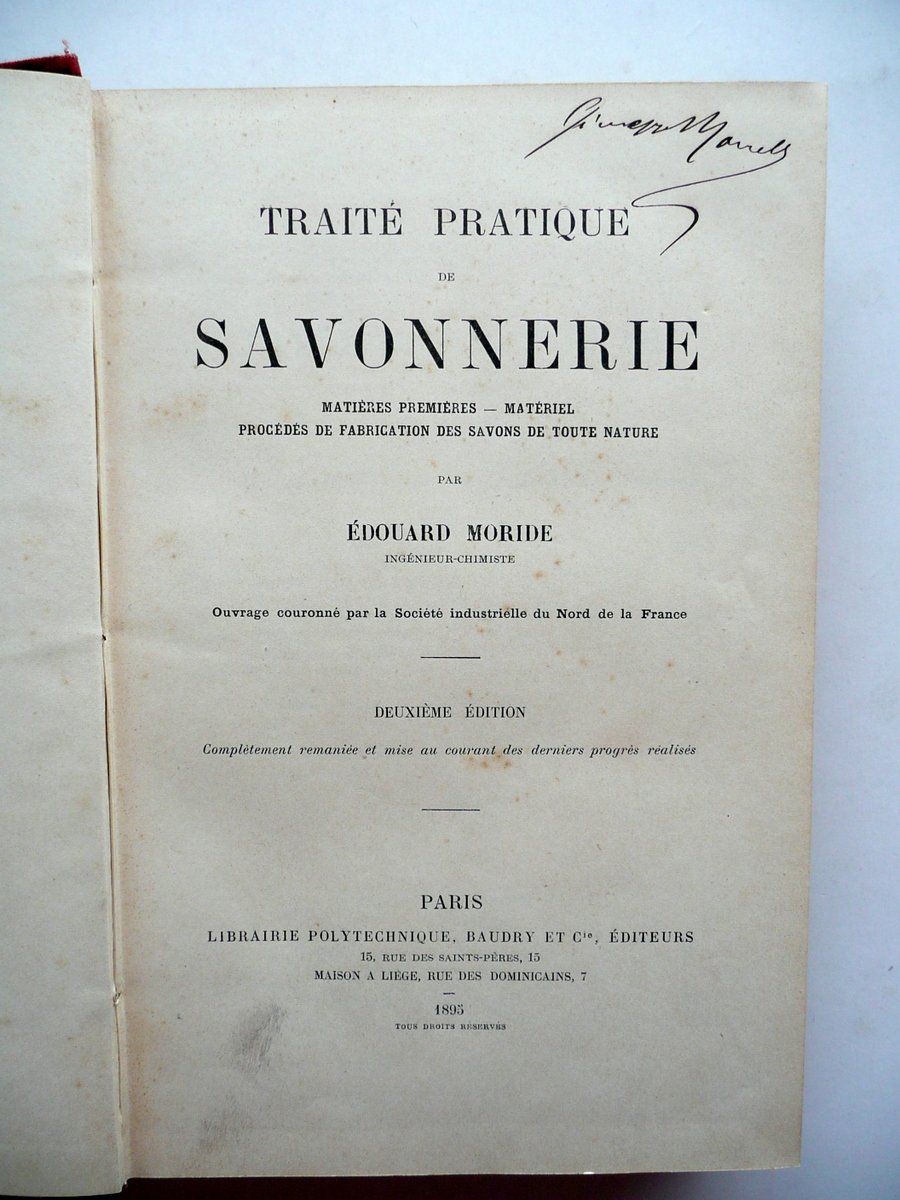 TRAITÉ PRATIQUE
DE
SAVONNERIE
MATIÈRES PREMIÈRES — MATÉRIEL
PROCÉDÉS DE FABRICATION DES SAVONS DE TOUTE NATURE
PAR
ÉDOUARD MORIDE
INGÉNIEUR-CHIMISTE
Ouvrage couronné par la Société industrielle du Nord de la France
DEUXIÈME ÉDITION
Complètement remaniée et mise au courant des derniers progrès réalisés
PARIS
LIBRAIRIE POLYTECHNIQUE, BAUDRY ET Cie, ÉDITEURS
15, RUE DES SAINTS-PÈRES, 15
MAISON A LIÉGE, RUE DES DOMINICAINS, 7
1895
TOUS DROITS RÉSERVÉS